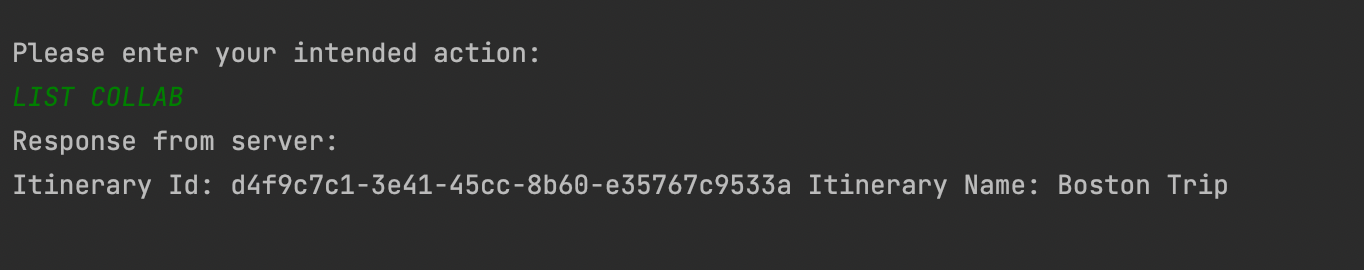 Please enter your intended action:
LIST COLLAB
Response from server:
Itinerary Id: d4f9c7c1-3e41-45cc-8b60-e35767c9533a Itinerary Name: Boston Trip